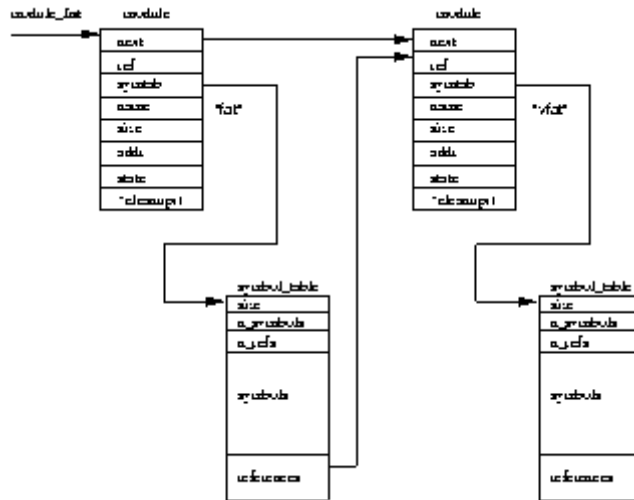 module_list
module
module
next
ref
symtab
name
size
addr
state
*cleanup()
"fat"
next
ref
symtab
name
size
addr
state
*cleanup()
"vfat"
symbol_table
size
n_symbols
n_refs
symbols
references
symbol_table
size
n_symbols
n_refs
symbols
references